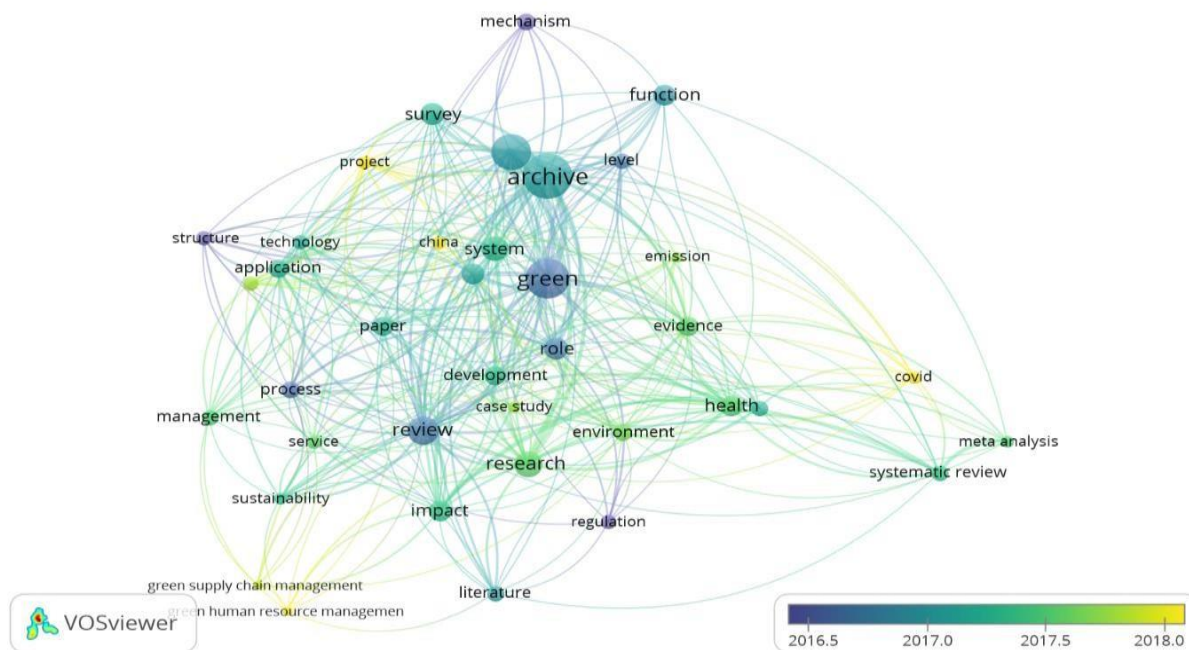 mechanism
function
survey
project
level
archive
structure
technology
china
system
emission
application
green
paper
evidence
role
development
covid
process
case study
health
management
review
environment
service
meta analysis
research
systematic review
sustainability
impact
regulation
green supply chain management
literature
green human resource managemen
VOSviewer
2016.5 2017.0 2017.5 2018.0